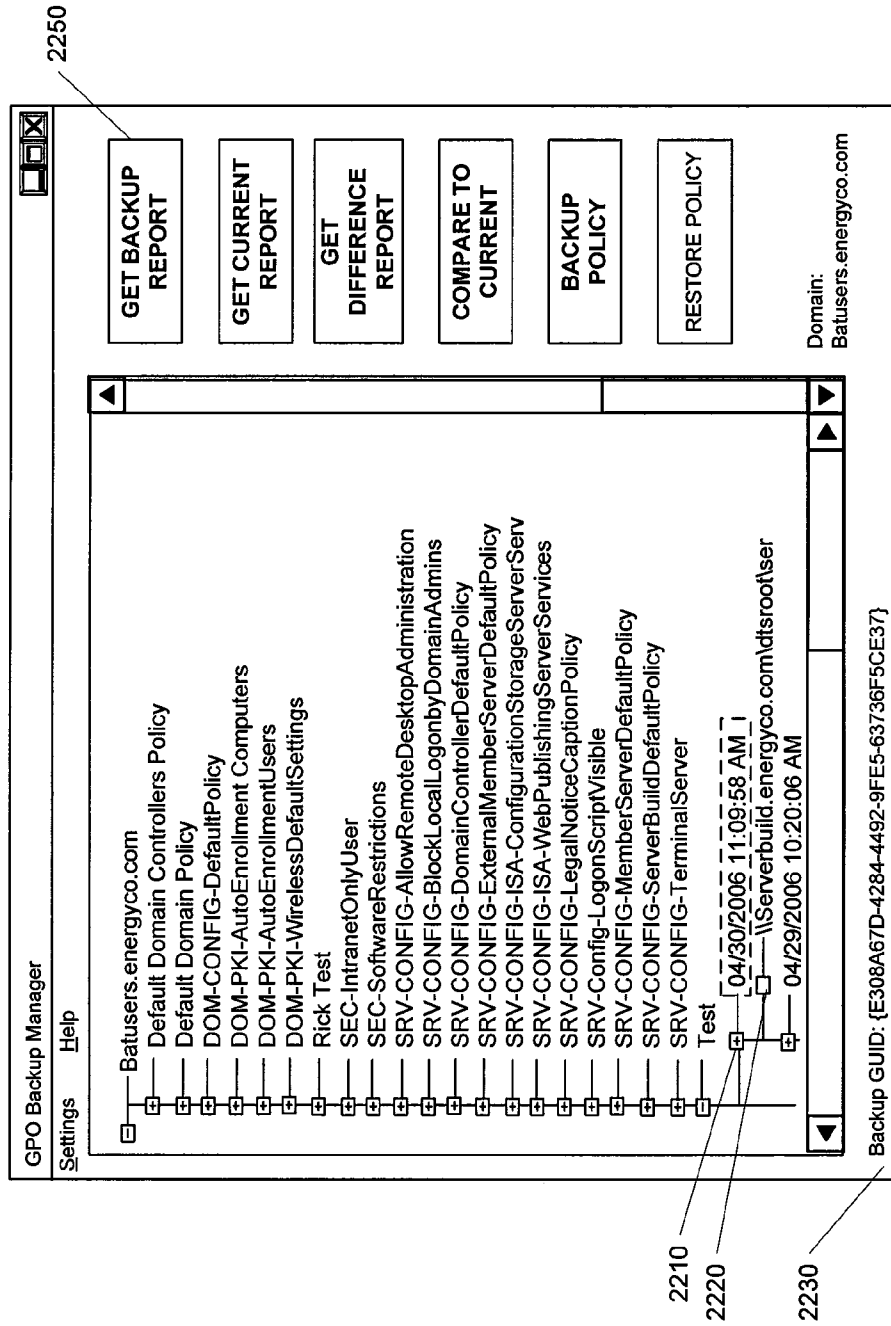 2250
GPO Backup Manager
Settings Help
Batusers.energyco.com
Default Domain Controllers Policy
Default Domain Policy
DOM-CONFIG-DefaultPolicy
DOM-PKI-AutoEnrollment Computers
DOM-PKI-AutoEnrollmentUsers
DOM-PKI-WirelessDefaultSettings
Rick Test
SEC-IntranetOnlyUser
SEC-SoftwareRestrictions
SRV-CONFIG-AllowRemoteDesktopAdministration
SRV-CONFIG-BlockLocalLogonbyDomainAdmins
SRV-CONFIG-DomainControllerDefaultPolicy
SRV-CONFIG-ExternalMemberServerDefaultPolicy
SRV-CONFIG-ISA-ConfigurationStorageServerServ
SRV-CONFIG-ISA-WebPublishingServerServices
SRV-CONFIG-LegalNoticeCaptionPolicy
SRV-Config-LogonScriptVisible
SRV-CONFIG-MemberServerDefaultPolicy
SRV-CONFIG-ServerBuildDefaultPolicy
SRV-CONFIG-TerminalServer
Test
04/30/2006 11:09:58 AM
\\Serverbuild.energyco.com\dtsroot\ser
04/29/2006 10:20:06 AM
GET BACKUP
REPORT
GET CURRENT
REPORT
GET
DIFFERENCE
REPORT
COMPARE TO
CURRENT
BACKUP
POLICY
RESTORE POLICY
Domain:
Batusers.energyco.com
Backup GUID: {E308A67D-4284-4492-9FE5-63736F5CE37}
2210
2220
2230